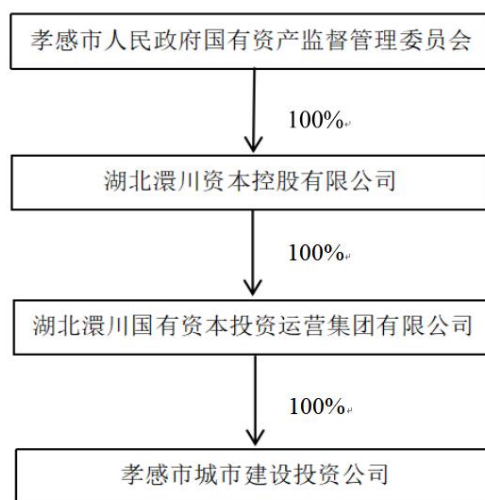 孝感市人民政府国有资产监督管理委员会
100%
湖北澴川资本控股有限公司
100%
湖北澴川国有资本投资运营集团有限公司
100%
孝感市城市建设投资公司